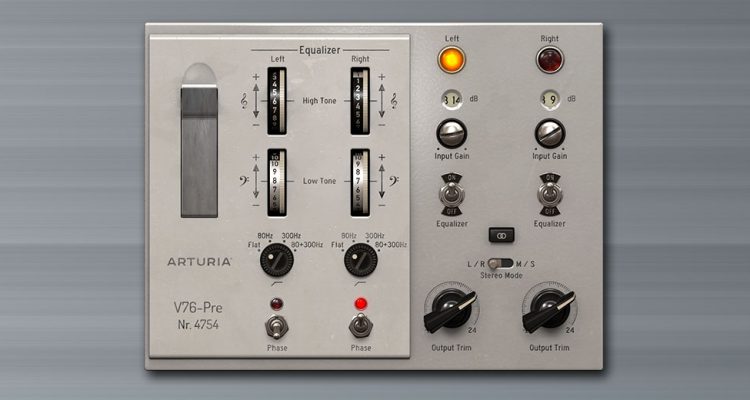 Equalizer
Left
Right
High Tone
Low Tone
80Hz 300Hz
Flat 80+300Hz
80Hz 300Hz
Flat 80+300Hz
ARTURIA
V76-Pre
Nr. 4754
Phase
Phase
Left
Right
dB
9 dB
Input Gain
Input Gain
ON
OFF
Equalizer
ON
OFF
Equalizer
L/R M/S
Stereo Mode
24
Output Trim
24
Output Trim